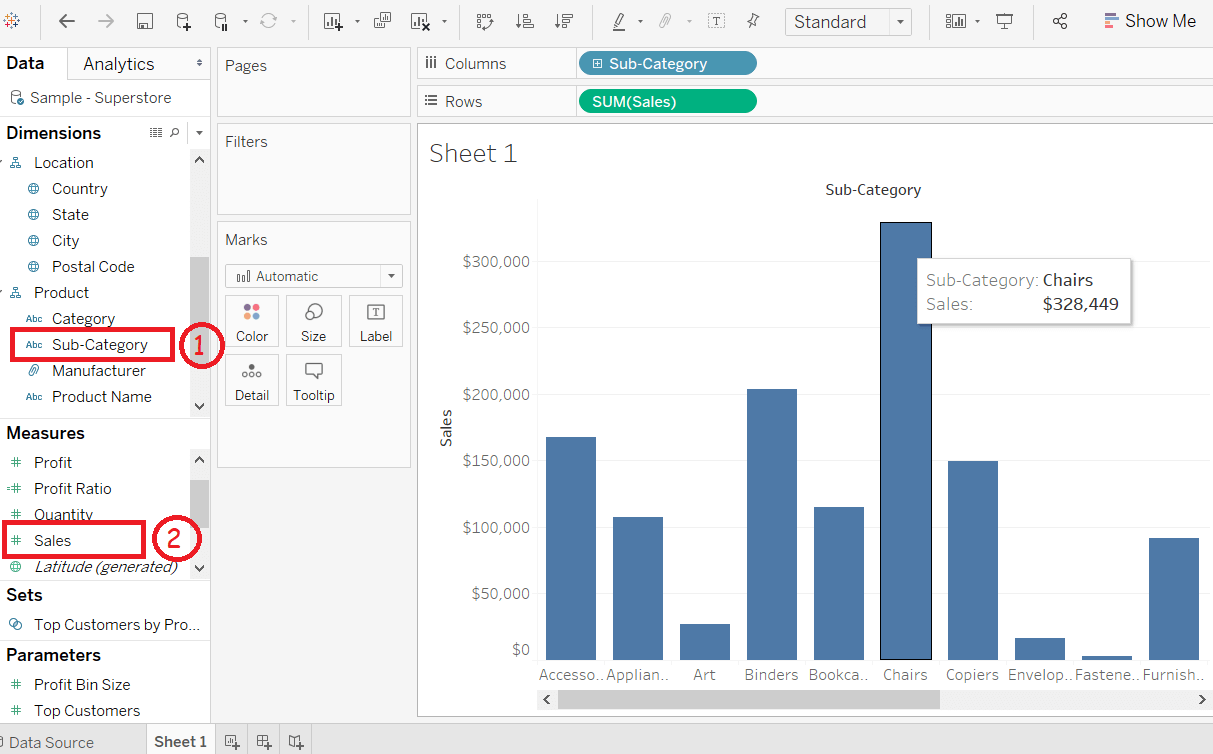 Standard
Show Me
Data
Analytics
Sample - Superstore
Dimensions
Location
Country
State
City
Postal Code
Product
Abc Category
Abc Sub-Category
1
Manufacturer
Abc Product Name
Measures
Profit
Profit Ratio
Quantity
Sales
2
Latitude (generated)
Sets
Top Customers by Pro...
Parameters
Profit Bin Size
Top Customers
Pages
Filters
Marks
Automatic
Color
Size
T
Label
Detail
Tooltip
Columns
Sub-Category
Rows
SUM(Sales)
Sheet 1
Sub-Category
Sub-Category: Chairs
Sales: $328,449
Sales
$300,000
$250,000
$200,000
$150,000
$100,000
$50,000
$0
Accesso.. Applian.. Art Binders Bookca.. Chairs Copiers Envelop.. Fastene.. Furnish..
Data Source
Sheet 1